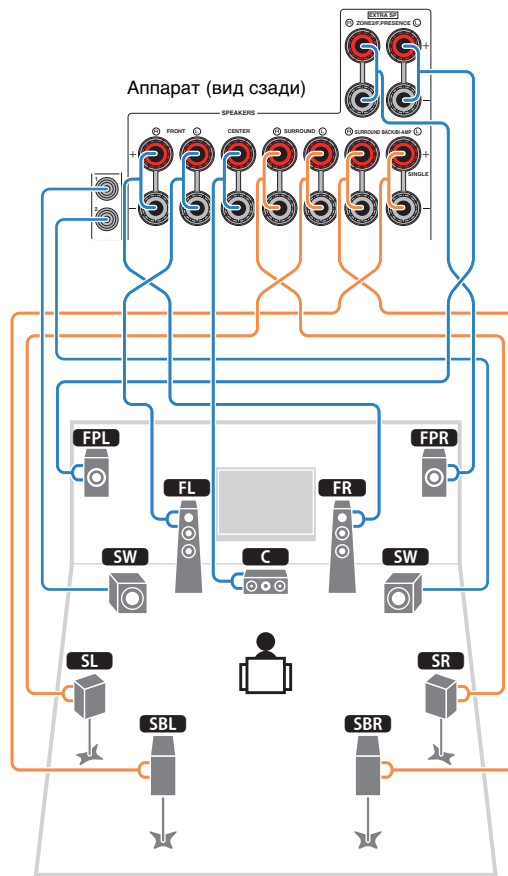 EXTRA SP
R ZONE2/F.PRESENCE L
+
−
Аппарат (вид сзади)
SPEAKERS
R FRONT L CENTER R SURROUND L R SURROUND BACK/BI-AMP L
+ +
SINGLE
1
2
− −
FPL FPR
FL FR
SW C SW
SL SR
SBL SBR